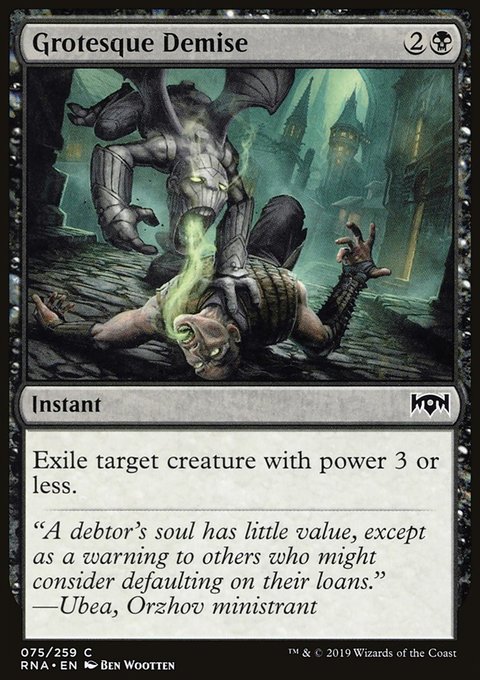 Grotesque Demise 2
Instant
Exile target creature with power 3 or
less.
“A debtor’s soul has little value, except
as a warning to others who might
consider defaulting on their loans.”
—Ubea, Orzhov ministrant
075/259 C
RNA • EN Ben Wootten
™ & © 2019 Wizards of the Coast